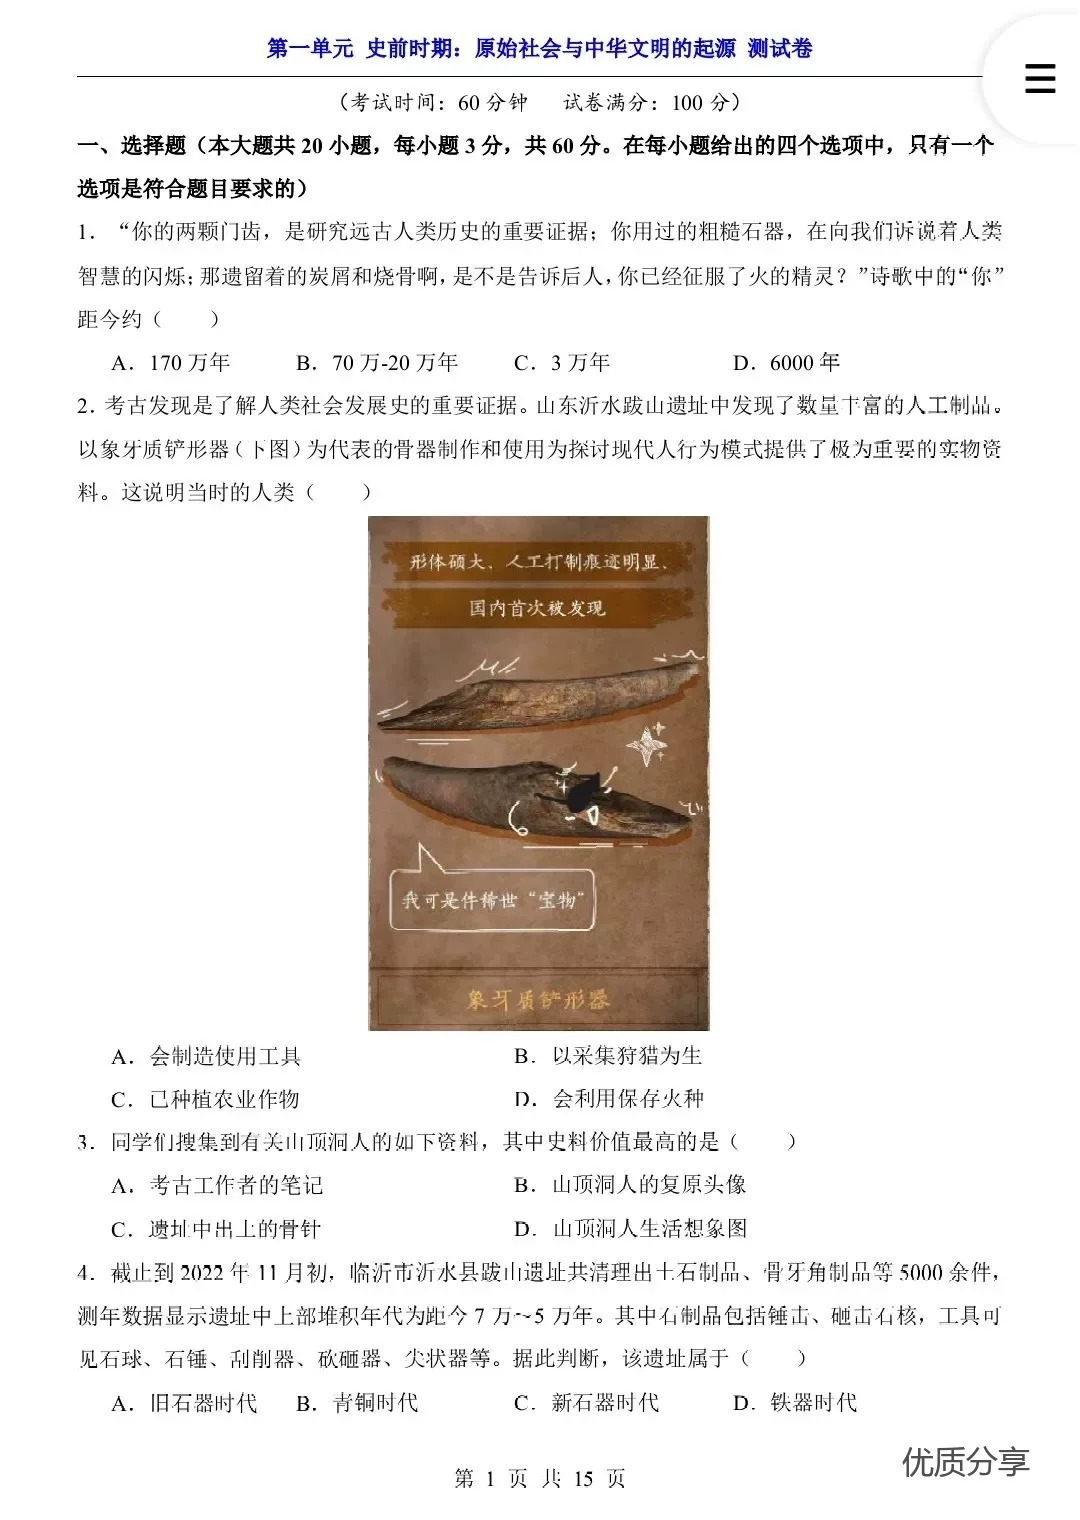 第一单元 史前时期：原始社会与中华文明的起源 测试卷
（考试时间：60 分钟 试卷满分：100 分）
一、选择题（本大题共 20 小题，每小题 3 分，共 60 分。在每小题给出的四个选项中，只有一个
选项是符合题目要求的）
1．“你的两颗门齿，是研究远古人类历史的重要证据；你用过的粗糙石器，在向我们诉说着人类
智慧的闪烁；那遗留着的炭屑和烧骨啊，是不是告诉后人，你已经征服了火的精灵？”诗歌中的“你”
距今约（ ）
A．170 万年 B．70 万-20 万年 C．3 万年 D．6000 年
2．考古发现是了解人类社会发展史的重要证据。山东沂水跋山遗址中发现了数量丰富的人工制品。
以象牙质铲形器（下图）为代表的骨器制作和使用为探讨现代人行为模式提供了极为重要的实物资
料。这说明当时的人类（ ）
形体硕大、人工打制痕迹明显、
国内首次被发现
我可是件稀世“宝物”
象牙质铲形器
A．会制造使用工具 B．以采集狩猎为生
C．已种植农业作物 D．会利用保存火种
3．同学们搜集到有关山顶洞人的如下资料，其中史料价值最高的是（ ）
A．考古工作者的笔记 B．山顶洞人的复原头像
C．遗址中出土的骨针 D．山顶洞人生活想象图
4．截止到 2022 年 11 月初，临沂市沂水县跋山遗址共清理出土石制品、骨牙角制品等 5000 余件，
测年数据显示遗址中上部堆积年代为距今 7 万～5 万年。其中石制品包括锤击、砸击石核，工具可
见石球、石锤、刮削器、砍砸器、尖状器等。据此判断，该遗址属于（ ）
A．旧石器时代 B．青铜时代 C．新石器时代 D．铁器时代
第 1 页 共 15 页
优质分享